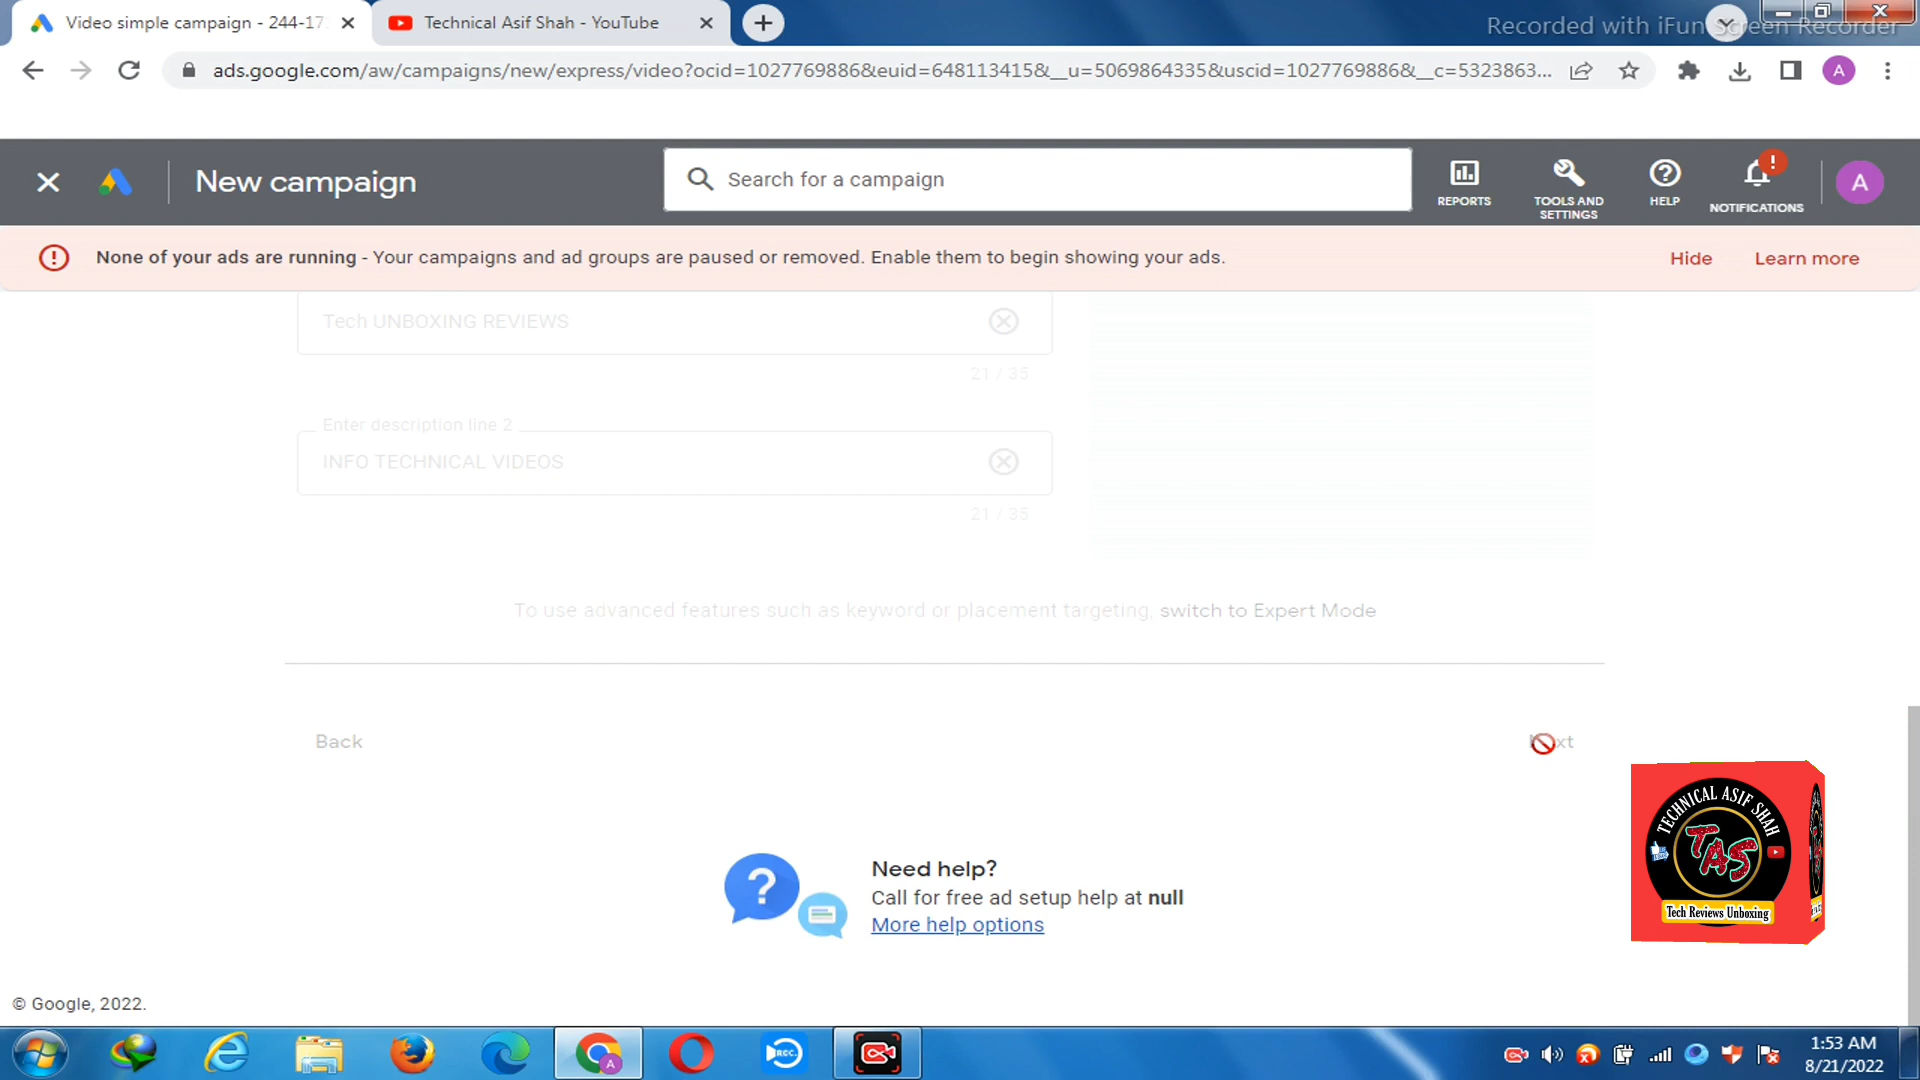 Video simple campaign - 244-17
Technical Asif Shah - YouTube
Recorded with iFun Screen Recorder
ads.google.com/aw/campaigns/new/express/video?ocid=1027769886&euid=648113415&__u=5069864335&uscid=1027769886&__c=5323863...
A
New campaign
Search for a campaign
REPORTS
TOOLS AND
SETTINGS
HELP
!
NOTIFICATIONS
A
None of your ads are running - Your campaigns and ad groups are paused or removed. Enable them to begin showing your ads.
Hide
Learn more
Tech UNBOXING REVIEWS
21 / 35
Enter description line 2
INFO TECHNICAL VIDEOS
21 / 35
To use advanced features such as keyword or placement targeting, switch to Expert Mode
Back
Next
TECHNICAL ASIF SHAH
TAS
Tech Reviews Unboxing
Need help?
Call for free ad setup help at null
More help options
© Google, 2022.
REC.
A
1:53 AM
8/21/2022